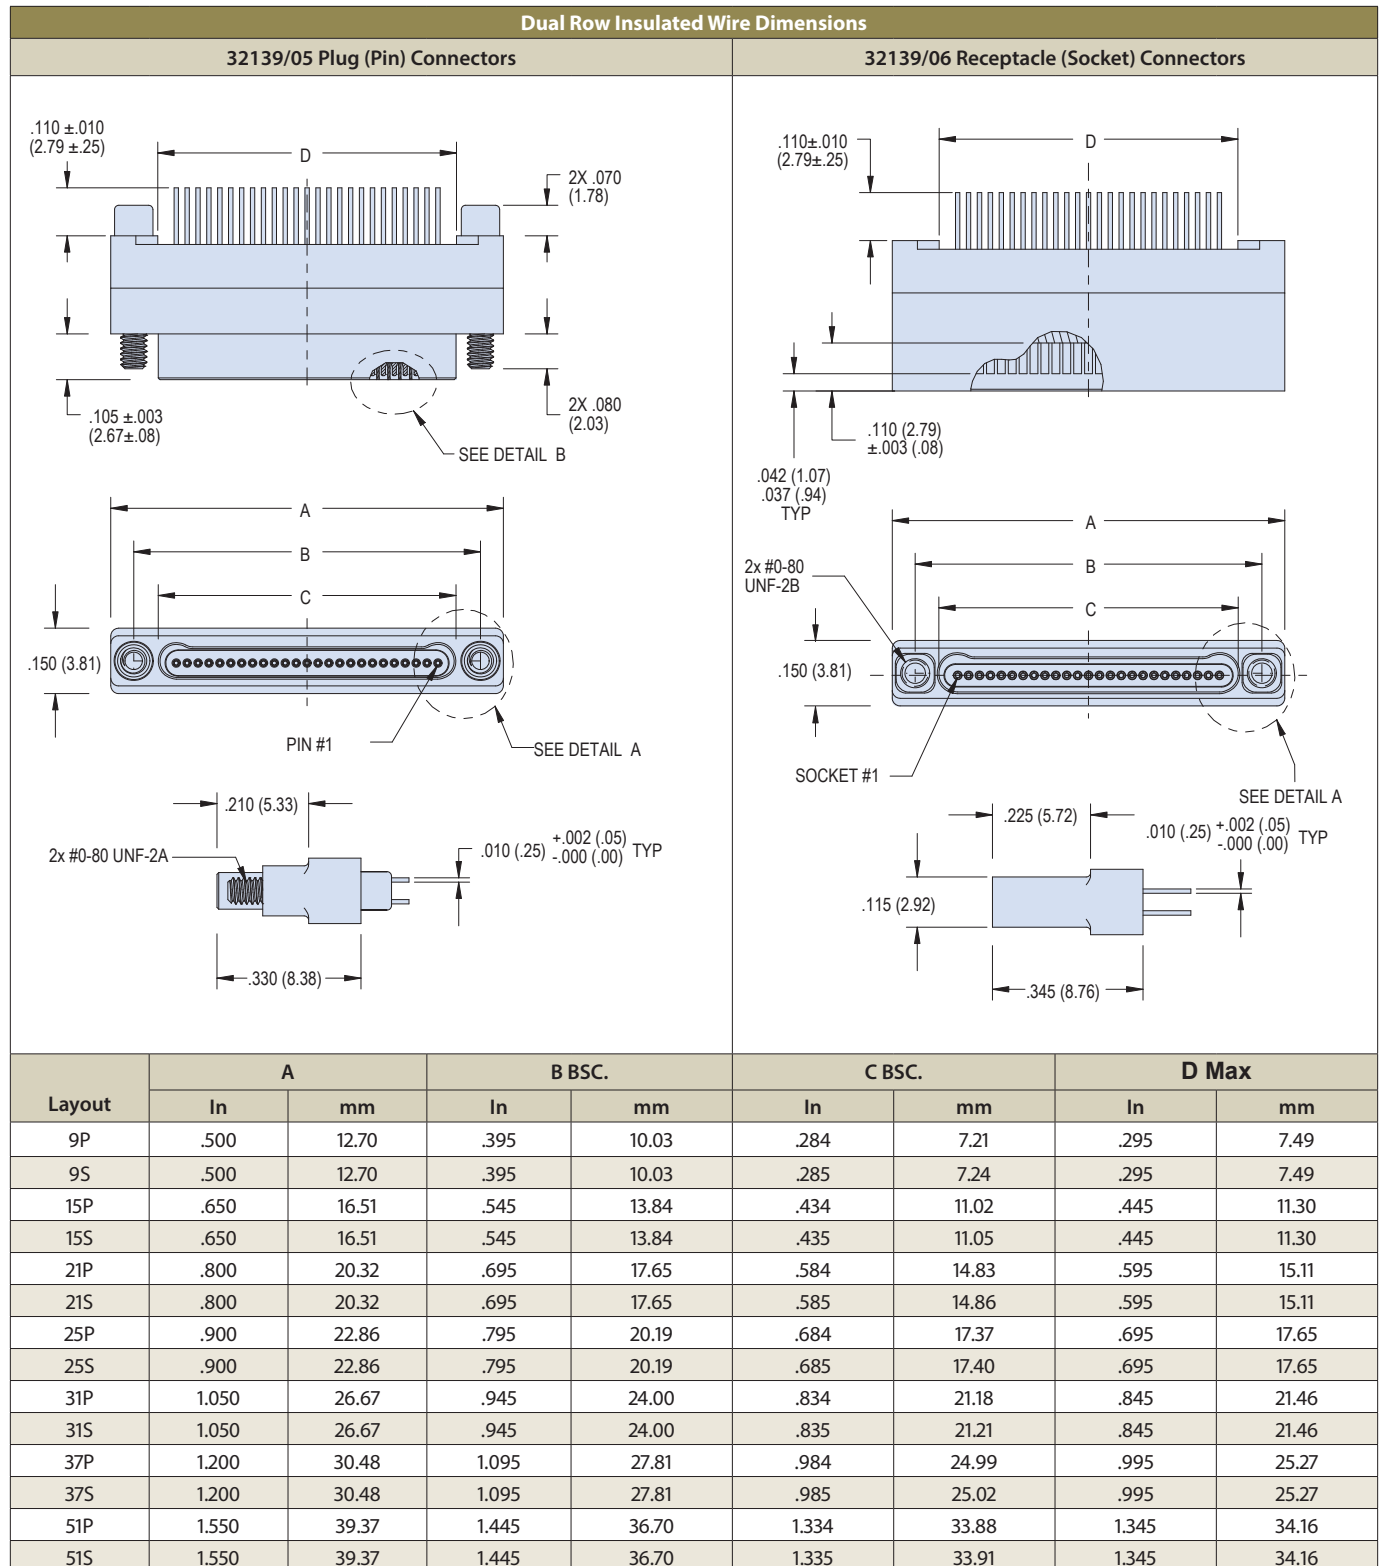 Dual Row Insulated Wire Dimensions
32139/05 Plug (Pin) Connectors
32139/06 Receptacle (Socket) Connectors
.110 ±.010
(2.79 ±.25)
D
2X .070
(1.78)
.105 ±.003
(2.67±.08)
2X .080
(2.03)
SEE DETAIL B
A
B
C
.150 (3.81)
PIN #1
SEE DETAIL A
.210 (5.33)
2x #0-80 UNF-2A
.010 (.25) +.002 (.05) -.000 (.00) TYP
.330 (8.38)
.110±.010
(2.79±.25)
D
.110 (2.79)
±.003 (.08)
.042 (1.07)
.037 (.94)
TYP
A
2x #0-80
UNF-2B
B
C
.150 (3.81)
SOCKET #1
SEE DETAIL A
.225 (5.72)
.010 (.25) +.002 (.05) -.000 (.00) TYP
.115 (2.92)
.345 (8.76)
Layout A B BSC. C BSC. D Max
In mm In mm In mm In mm
9P .500 12.70 .395 10.03 .284 7.21 .295 7.49
9S .500 12.70 .395 10.03 .285 7.24 .295 7.49
15P .650 16.51 .545 13.84 .434 11.02 .445 11.30
15S .650 16.51 .545 13.84 .435 11.05 .445 11.30
21P .800 20.32 .695 17.65 .584 14.83 .595 15.11
21S .800 20.32 .695 17.65 .585 14.86 .595 15.11
25P .900 22.86 .795 20.19 .684 17.37 .695 17.65
25S .900 22.86 .795 20.19 .685 17.40 .695 17.65
31P 1.050 26.67 .945 24.00 .834 21.18 .845 21.46
31S 1.050 26.67 .945 24.00 .835 21.21 .845 21.46
37P 1.200 30.48 1.095 27.81 .984 24.99 .995 25.27
37S 1.200 30.48 1.095 27.81 .985 25.02 .995 25.27
51P 1.550 39.37 1.445 36.70 1.334 33.88 1.345 34.16
51S 1.550 39.37 1.445 36.70 1.335 33.91 1.345 34.16